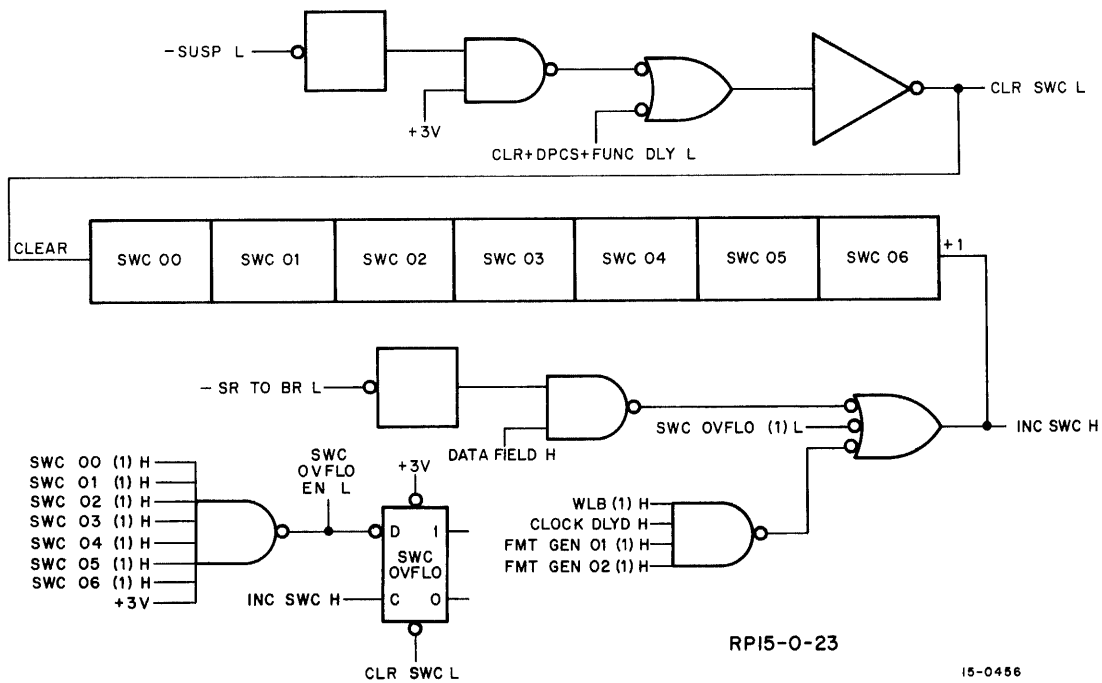 -SUSP L
+3V
CLR+DPCS+FUNC DLY L
CLR SWC L
CLEAR
SWC 00
SWC 01
SWC 02
SWC 03
SWC 04
SWC 05
SWC 06
+1
- SR TO BR L
DATA FIELD H
SWC OVFLO (1) L
INC SWC H
SWC 00 (1) H
SWC 01 (1) H
SWC 02 (1) H
SWC 03 (1) H
SWC 04 (1) H
SWC 05 (1) H
SWC 06 (1) H
+3V
SWC
OVFLO
EN L
+3V
D 1
SWC
OVFLO
C 0
INC SWC H
CLR SWC L
WLB (1) H
CLOCK DLYD H
FMT GEN 01 (1) H
FMT GEN 02 (1) H
RP15-0-23
15-0456